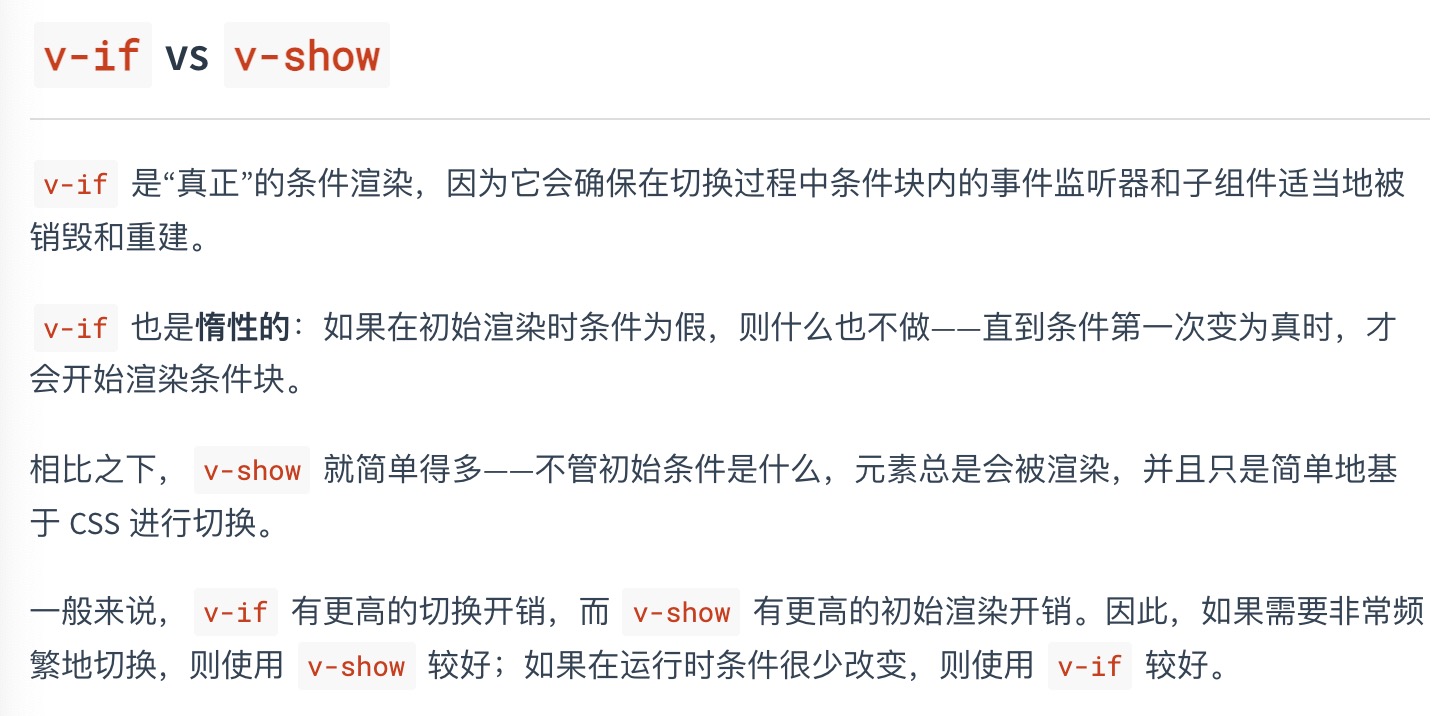 v-if vs v-show
v-if 是“真正”的条件渲染，因为它会确保在切换过程中条件块内的事件监听器和子组件适当地被
销毁和重建。
v-if 也是惰性的：如果在初始渲染时条件为假，则什么也不做——直到条件第一次变为真时，才
会开始渲染条件块。
相比之下， v-show 就简单得多——不管初始条件是什么，元素总是会被渲染，并且只是简单地基
于 CSS 进行切换。
一般来说， v-if 有更高的切换开销，而 v-show 有更高的初始渲染开销。因此，如果需要非常频
繁地切换，则使用 v-show 较好；如果在运行时条件很少改变，则使用 v-if 较好。